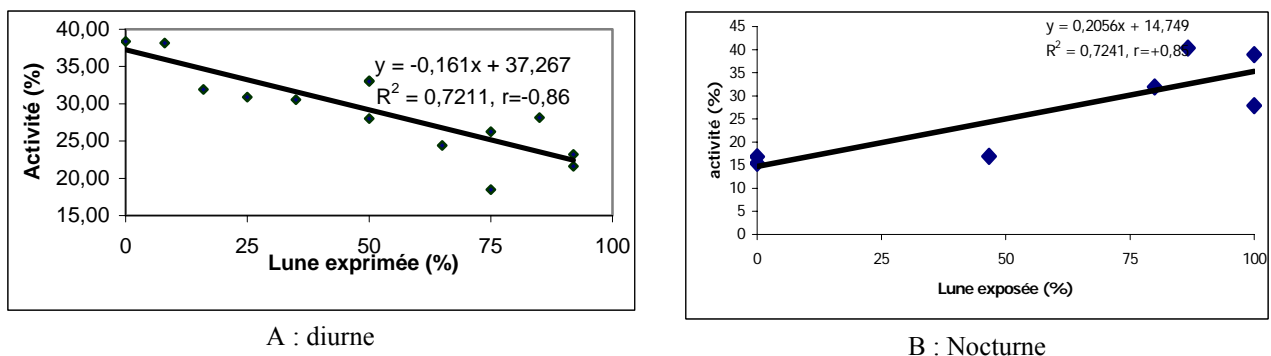 40,00
35,00
30,00
25,00
20,00
15,00
Activité (%)
y = -0,161x + 37,267
R² = 0,7211, r=-0,86
0 25 50 75 100
Lune exprimée (%)
A : diurne
45
40
35
30
25
20
15
10
5
0
activité (%)
y = 0,2056x + 14,749
R² = 0,7241, r=+0,8
0 25 50 75 100
Lune exposée (%)
B : Nocturne